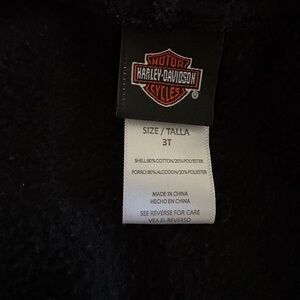 MOTOR
HARLEY-DAVIDSON
CYCLES
®
SIZE / TALLA
3T
SHELL:80%COTTON/20%POLYESTER
FORRO:80%ALGODON/20%POLIESTER
MADE IN CHINA
HECHO EN CHINA
SEE REVERSE FOR CARE
VEA EL REVERSO